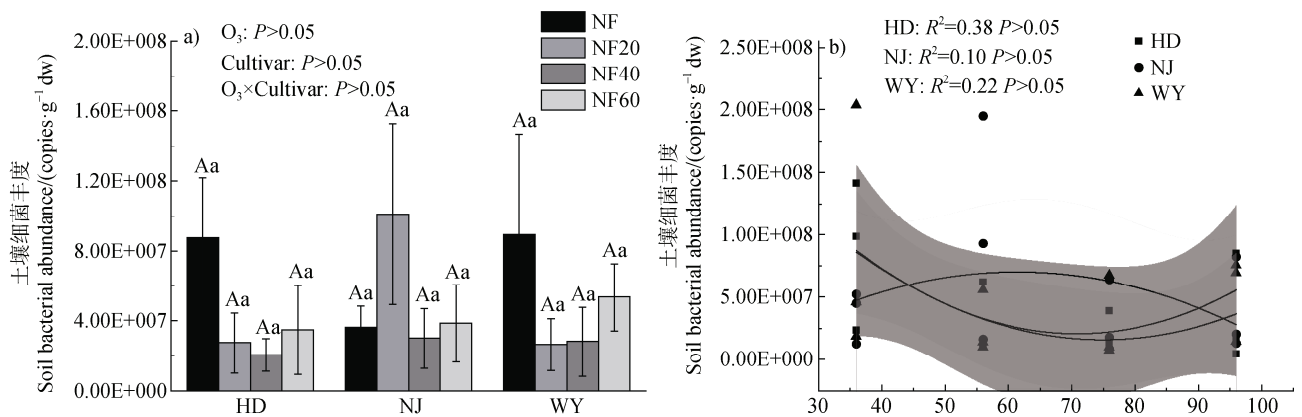 a)
O₃: P>0.05
Cultivar: P>0.05
O₃×Cultivar: P>0.05
NF
NF20
NF40
NF60
土壤细菌丰度
Soil bacterial abundance/(copies·g⁻¹ dw)
2.00E+008
1.60E+008
1.20E+008
8.00E+007
4.00E+007
0.00E+000
Aa
Aa
Aa
Aa
Aa
Aa
Aa
Aa
Aa
Aa
Aa
Aa
HD
NJ
WY
b)
HD: R²=0.38 P>0.05
NJ: R²=0.10 P>0.05
WY: R²=0.22 P>0.05
HD
NJ
WY
土壤细菌丰度
Soil bacterial abundance/(copies·g⁻¹ dw)
2.50E+008
2.00E+008
1.50E+008
1.00E+008
5.00E+007
0.00E+000
30
40
50
60
70
80
90
100